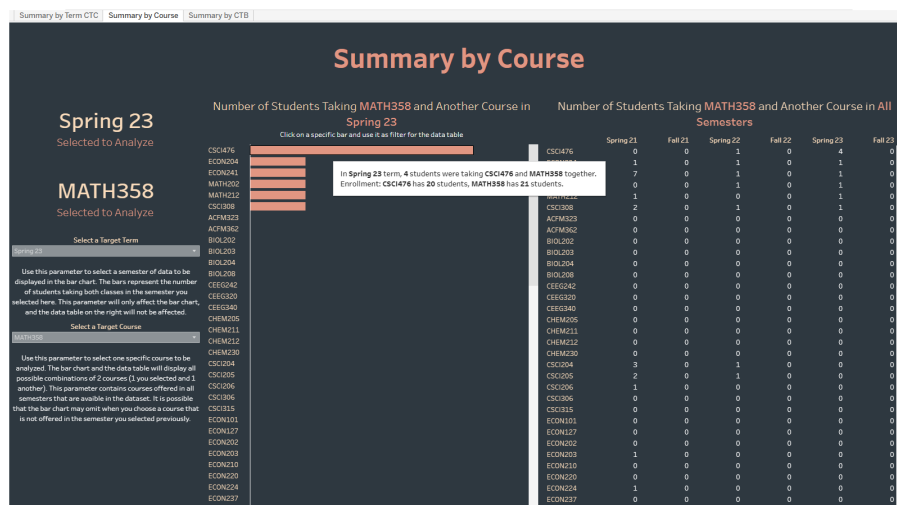 Summary by Term CTC
Summary by Course
Summary by CTB
Summary by Course
Spring 23
Selected to Analyze
MATH358
Selected to Analyze
Select a Target Term
Spring 23
Use this parameter to select a semester of data to be
displayed in the bar chart. The bars represent the number
of students taking both classes in the semester you
selected here. This parameter will only affect the bar chart,
and the data table on the right will not be affected.
Select a Target Course
MATH358
Use this parameter to select one specific course to be
analyzed. The bar chart and the data table will display all
possible combinations of 2 courses (1 you selected and 1
another). This parameter contains courses offered in all
semesters that are avaible in the dataset. It is possible
that the bar chart may omit when you choose a course that
is not offered in the semester you selected previously.
Number of Students Taking MATH358 and Another Course in
Spring 23
Click on a specific bar and use it as filter for the data table
CSCI476
ECON204
ECON241
MATH202
MATH212
CSCI308
ACFM323
ACFM362
BIOL202
BIOL203
BIOL204
BIOL208
CEEG242
CEEG320
CEEG340
CHEM205
CHEM211
CHEM212
CHEM230
CSCI204
CSCI205
CSCI206
CSCI306
CSCI315
ECON101
ECON127
ECON202
ECON203
ECON210
ECON220
ECON224
ECON237
In Spring 23 term, 4 students were taking CSCI476 and MATH358 together.
Enrollment: CSCI476 has 20 students, MATH358 has 21 students.
Number of Students Taking MATH358 and Another Course in All
Semesters
Spring 21 Fall 21 Spring 22 Fall 22 Spring 23 Fall 23
CSCI476 0 0 1 0 4 0
1 0 1 0 1 0
7 0 1 0 1 0
0 0 1 0 1 0
MATH212 1 0 0 0 1 0
CSCI308 2 0 1 0 1 0
ACFM323 0 0 0 0 0 0
ACFM362 0 0 0 0 0 0
BIOL202 0 0 0 0 0 0
BIOL203 0 0 0 0 0 0
BIOL204 0 0 0 0 0 0
BIOL208 0 0 0 0 0 0
CEEG242 0 0 0 0 0 0
CEEG320 0 0 0 0 0 0
CEEG340 0 0 0 0 0 0
CHEM205 0 0 0 0 0 0
CHEM211 0 0 0 0 0 0
CHEM212 0 0 0 0 0 0
CHEM230 0 0 0 0 0 0
CSCI204 3 0 1 0 0 0
CSCI205 2 0 1 0 0 0
CSCI206 1 0 0 0 0 0
CSCI306 0 0 0 0 0 0
CSCI315 0 0 0 0 0 0
ECON101 0 0 0 0 0 0
ECON127 0 0 0 0 0 0
ECON202 0 0 0 0 0 0
ECON203 1 0 0 0 0 0
ECON210 0 0 0 0 0 0
ECON220 0 0 0 0 0 0
ECON224 1 0 0 0 0 0
ECON237 0 0 0 0 0 0